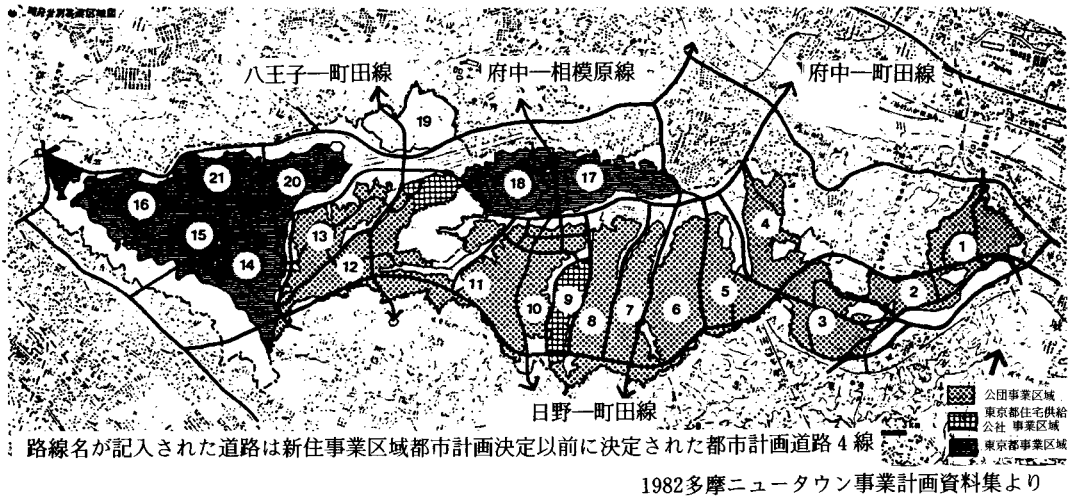 八王子―町田線
府中―相模原線
府中―町田線
19
21
20
18
17
16
4
15
13
1
14
12
11
10
9
8
7
6
5
2
3
日野―町田線
公団事業区域
東京都住宅供給
公社 事業区域
東京都事業区域
路線名が記入された道路は新住事業区域都市計画決定以前に決定された都市計画道路4線
1982多摩ニュータウン事業計画資料集より